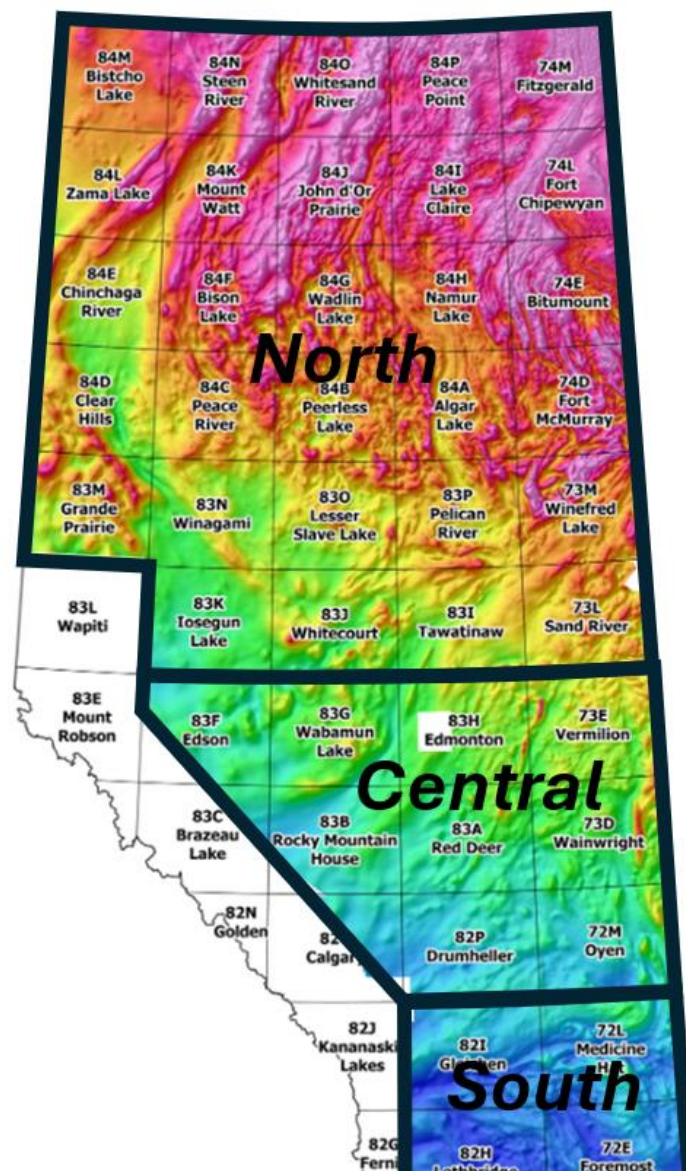 84M
Bistcho
Lake
84N
Steen
River
84O
Whitesand
River
84P
Peace
Point
74M
Fitzgerald
84L
Zama Lake
84K
Mount
Watt
84J
John d'Or
Prairie
84I
Lake
Claire
74L
Fort
Chipewyan
84E
Chinchaga
River
84F
Bison
Lake
84G
Wadlin
Lake
84H
Namur
Lake
74E
Bitumount
North
84D
Clear
Hills
84C
Peace
River
84B
Peerless
Lake
84A
Algar
Lake
74D
Fort
McMurray
83M
Grande
Prairie
83N
Winagami
83O
Lesser
Slave Lake
83P
Pelican
River
73M
Winefred
Lake
83L
Wapiti
83K
Iosegun
Lake
83J
Whitecourt
83I
Tawatinaw
73L
Sand River
83E
Mount
Robson
83F
Edson
83G
Wabamun
Lake
83H
Edmonton
73E
Vermilion
Central
83C
Brazeau
Lake
83B
Rocky Mountain
House
83A
Red Deer
73D
Wainwright
82N
Golden
82
Calgar
82P
Drumheller
72M
Oyen
82J
Kananaski
Lakes
82I
72L
Medicine
South
82G
Ferni
82H
72E
Foremost